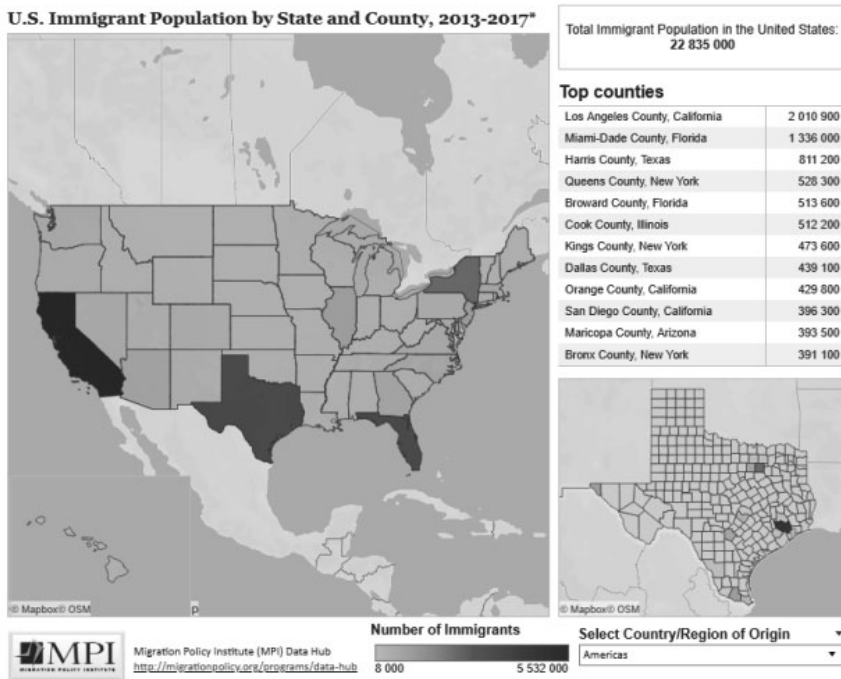 U.S. Immigrant Population by State and County, 2013-2017*
Total Immigrant Population in the United States:
22 835 000
Top counties
Los Angeles County, California 2 010 900
Miami-Dade County, Florida 1 336 000
Harris County, Texas 811 200
Queens County, New York 528 300
Broward County, Florida 513 600
Cook County, Illinois 512 200
Kings County, New York 473 600
Dallas County, Texas 439 100
Orange County, California 429 800
San Diego County, California 396 300
Maricopa County, Arizona 393 500
Bronx County, New York 391 100
© Mapbox© OSM p
© Mapbox© OSM
MPI
MIGRATION POLICY INSTITUTE
Migration Policy Institute (MPI) Data Hub
http://migrationpolicy.org/programs/data-hub
Number of Immigrants
8 000 5 532 000
Select Country/Region of Origin
Americas